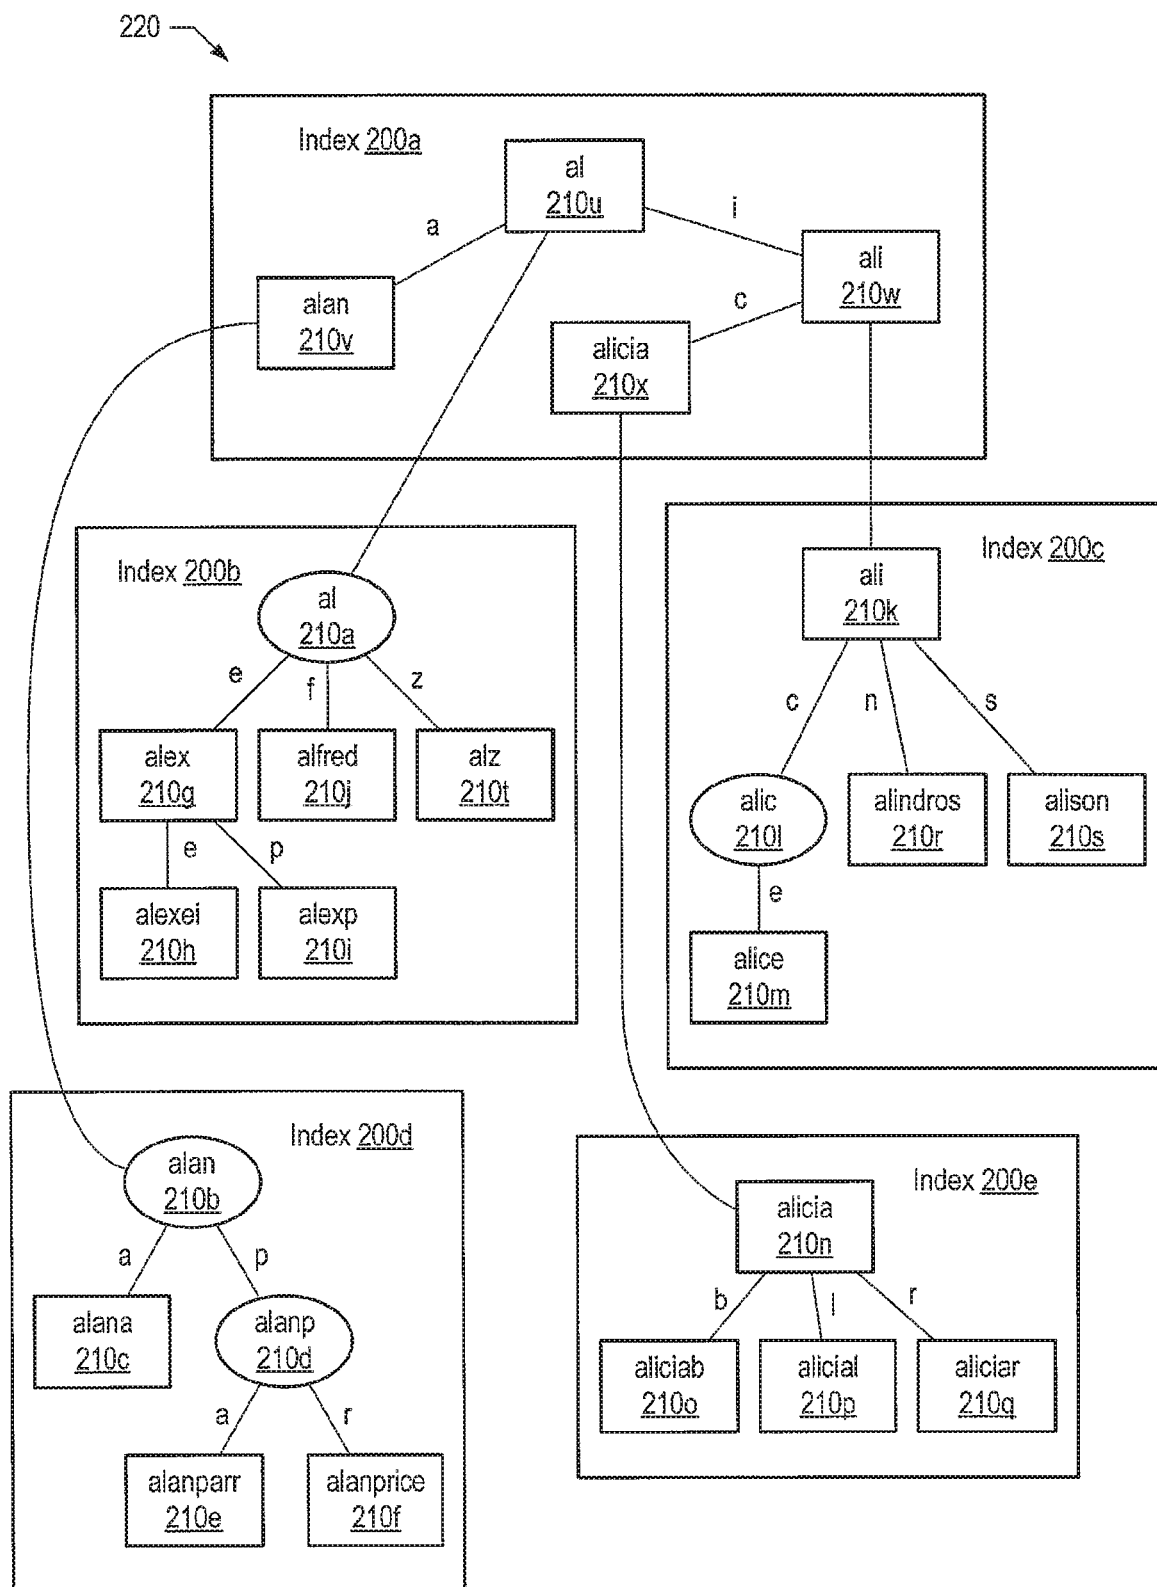 220
Index 200a
al
210u
a
i
alan
210v
ali
210w
c
alicia
210x
Index 200b
al
210a
e
f
z
alex
210g
alfred
210j
alz
210t
e
p
alexei
210h
alexp
210i
Index 200c
ali
210k
c
n
s
alic
210l
alindros
210r
alison
210s
e
alice
210m
Index 200d
alan
210b
a
p
alana
210c
alanp
210d
a
r
alanparr
210e
alanprice
210f
Index 200e
alicia
210n
b
l
r
aliciab
210o
alicial
210p
aliciar
210q